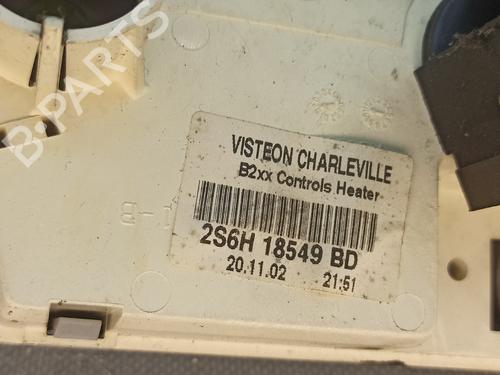 VISTEON CHARLEVILLE
B2xx Controls Heater
2S6H 18549 BD
20.11.02 21:51
B-PARTS